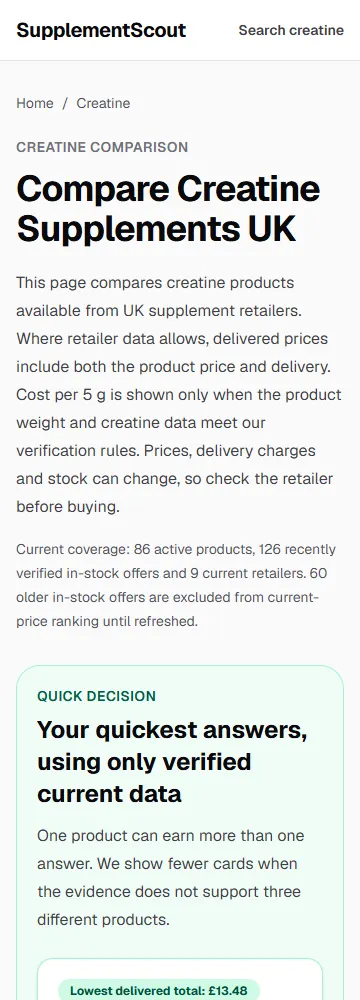 SupplementScout
Search creatine
Home / Creatine
CREATINE COMPARISON
Compare Creatine
Supplements UK
This page compares creatine products
available from UK supplement retailers.
Where retailer data allows, delivered prices
include both the product price and delivery.
Cost per 5 g is shown only when the product
weight and creatine data meet our
verification rules. Prices, delivery charges
and stock can change, so check the retailer
before buying.
Current coverage: 86 active products, 126 recently
verified in-stock offers and 9 current retailers. 60
older in-stock offers are excluded from current-
price ranking until refreshed.
QUICK DECISION
Your quickest answers,
using only verified
current data
One product can earn more than one
answer. We show fewer cards when
the evidence does not support three
different products.
Lowest delivered total: £13.48